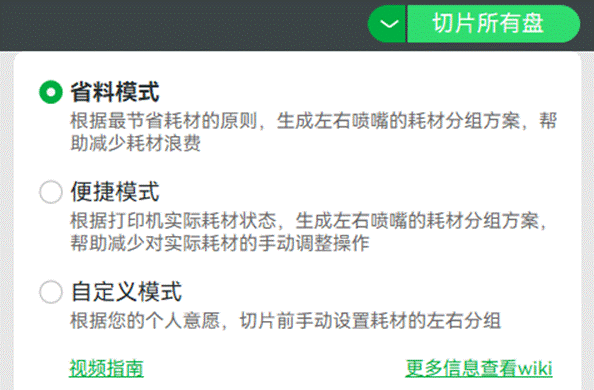 切片所有盘
省料模式
根据最节省耗材的原则，生成左右喷嘴的耗材分组方案，帮
助减少耗材浪费
便捷模式
根据打印机实际耗材状态，生成左右喷嘴的耗材分组方案，
帮助减少对实际耗材的手动调整操作
自定义模式
根据您的个人意愿，切片前手动设置耗材的左右分组
视频指南 更多信息查看wiki